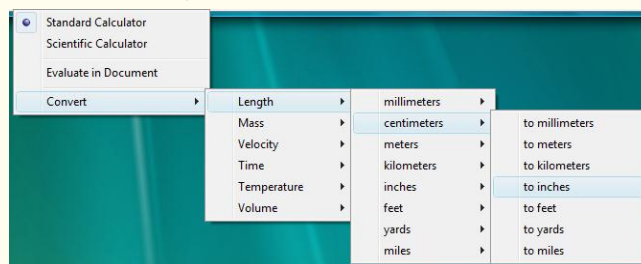 Standard Calculator
Scientific Calculator
Evaluate in Document
Convert
Length
Mass
Velocity
Time
Temperature
Volume
millimeters
centimeters
meters
kilometers
inches
feet
yards
miles
to millimeters
to meters
to kilometers
to inches
to feet
to yards
to miles